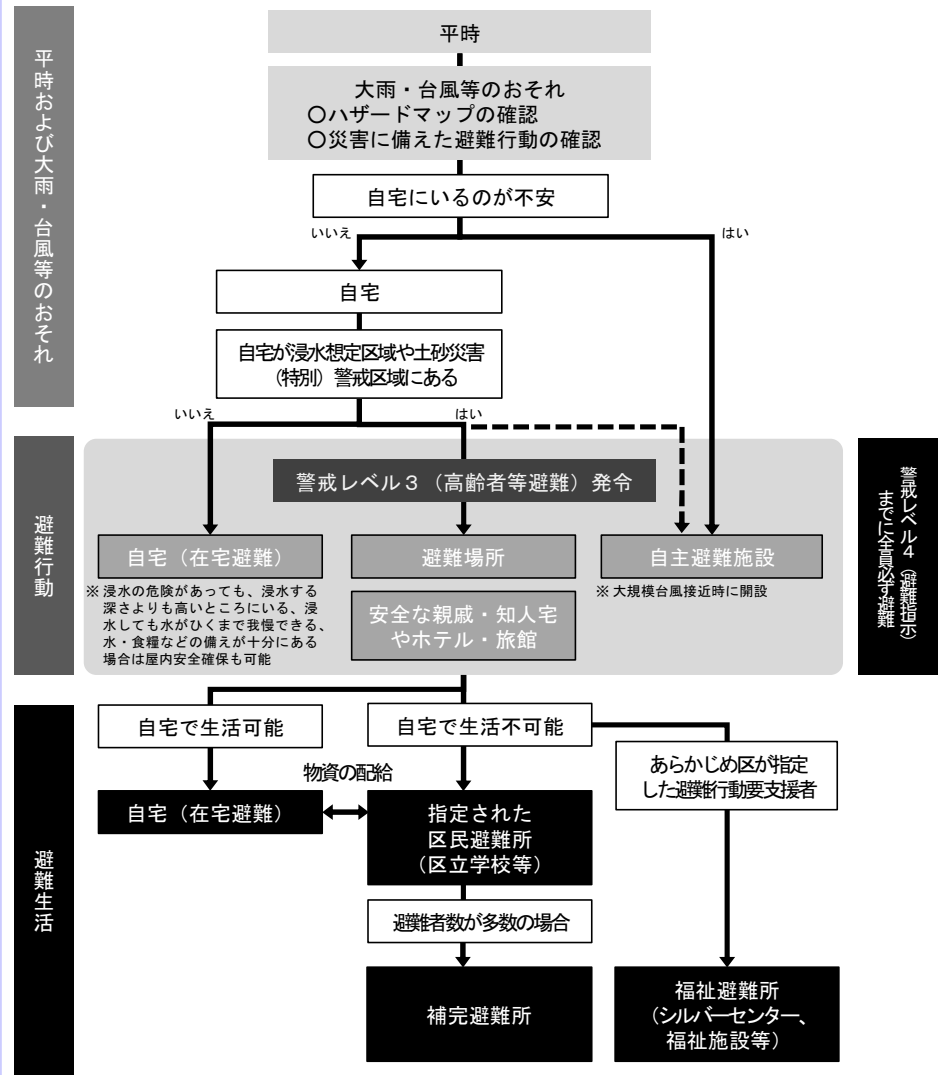 平時および大雨・台風等のおそれ
平時
大雨・台風等のおそれ
〇ハザードマップの確認
〇災害に備えた避難行動の確認
自宅にいるのが不安
いいえ
はい
自宅
自宅が浸水想定区域や土砂災害
（特別）警戒区域にある
いいえ
はい
避難行動
警戒レベル３（高齢者等避難）発令
警戒レベル４（避難指示）
までに全員必ず避難
自宅（在宅避難）
避難場所
自主避難施設
※浸水の危険があっても、浸水する
深さよりも高いところにいる、浸
水しても水がひくまで我慢できる、
水・食糧などの備えが十分にある
場合は屋内安全確保も可能
安全な親戚・知人宅
やホテル・旅館
※大規模台風接近時に開設
避難生活
自宅で生活可能
自宅で生活不可能
あらかじめ区が指定
した避難行動要支援者
物資の配給
自宅（在宅避難）
指定された
区民避難所
（区立学校等）
避難者数が多数の場合
補完避難所
福祉避難所
（シルバーセンター、
福祉施設等）